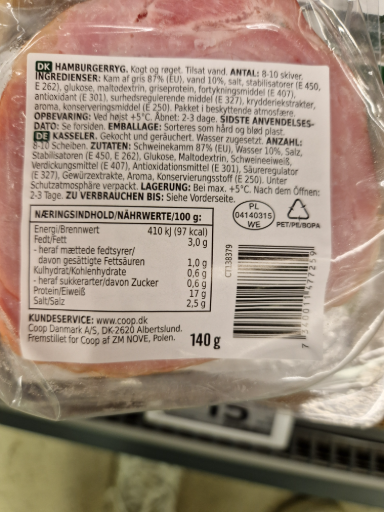 DK HAMBURGERRYG. Kogt og røget. Tilsat vand. ANTAL: 8-10 skiver.
INGREDIENSER: Kam af gris 87% (EU), vand 10%, salt, stabilisatorer (E 450,
E 262), glukose, maltodextrin, griseprotein, fortykningsmiddel (E 407),
antioxidant (E 301), surhedsregulerende middel (E 327), krydderiekstrakter,
aroma, konserveringsmiddel (E 250). Pakket i beskyttende atmosfære.
OPBEVARING: Ved højst +5°C. Åbnet: 2-3 dage. SIDSTE ANVENDELSES-
DATO: Se forsiden. EMBALLAGE: Sorteres som hård og blød plast.
DE KASSELER. Gekocht und geräuchert. Wasser zugesetzt. ANZAHL:
8-10 Scheiben. ZUTATEN: Schweinekamm 87% (EU), Wasser 10%, Salz,
Stabilisatoren (E 450, E 262), Glukose, Maltodextrin, Schweineeiweiß,
Verdickungsmittel (E 407), Antioxidationsmittel (E 301), Säureregulator
(E 327), Gewürzextrakte, Aroma, Konservierungsstoff (E 250). Unter
Schutzatmosphäre verpackt. LAGERUNG: Bei max. +5°C. Nach dem Öffnen:
2-3 Tage. ZU VERBRAUCHEN BIS: Siehe Vorderseite.
NÆRINGSINDHOLD/NÄHRWERTE/100 g:
Energi/Brennwert 410 kJ (97 kcal)
Fedt/Fett 3,0 g
- heraf mættede fedtsyrer/
davon gesättigte Fettsäuren 1,0 g
Kulhydrat/Kohlenhydrate 0,6 g
- heraf sukkerarter/davon Zucker 0,6 g
Protein/Eiweiß 17 g
Salt/Salz 2,5 g
CT138379
PL
04140315
WE
7
PET/PE/BOPA
KUNDESERVICE: www.coop.dk
Coop Danmark A/S, DK-2620 Albertslund.
Fremstillet for Coop af ZM NOVE, Polen.
140 g